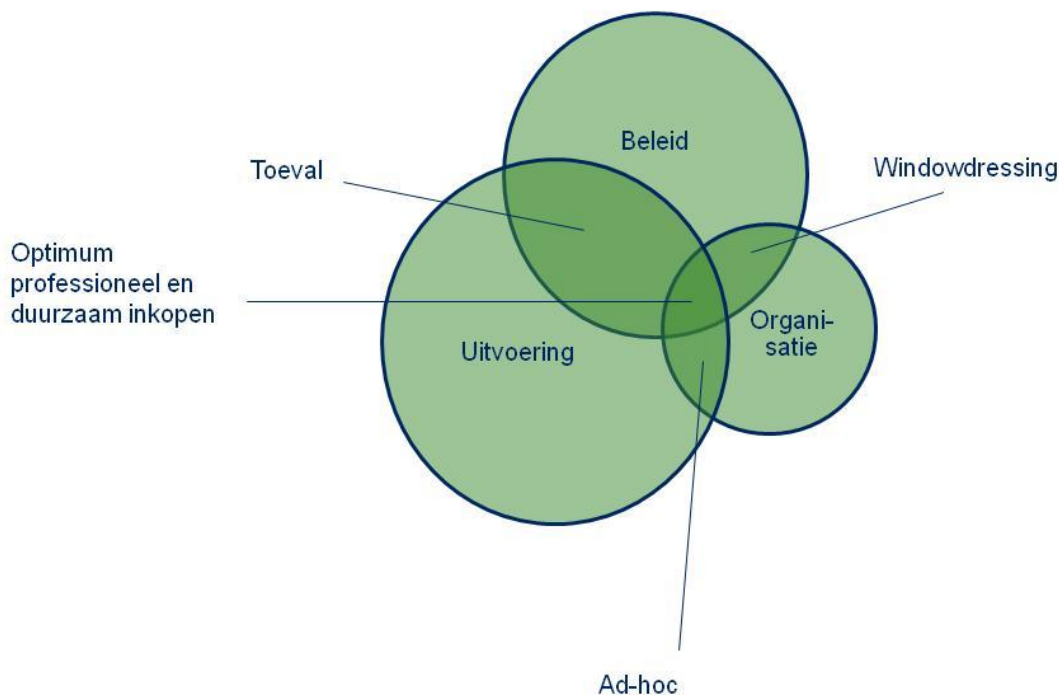 Beleid
Toeval
Windowdressing
Optimum
professioneel en
duurzaam inkopen
Organi-
satie
Uitvoering
Ad-hoc